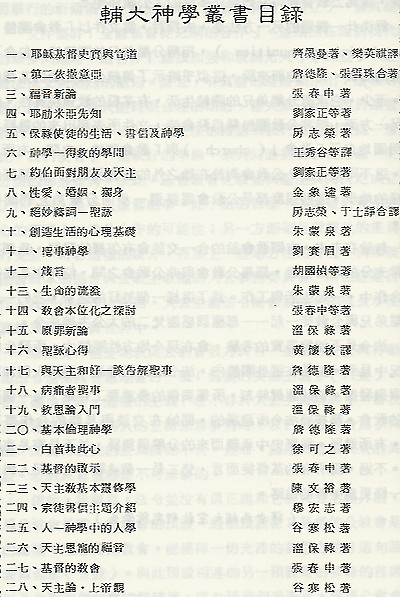 輔大神學叢書目錄
一、耶穌基督史實與宣道 齊墨曼著、樊英祺譯
二、第二依撒意亞 詹德隆、張雪珠合著
三、福音新論 張春申著
四、耶肋米亞先知 劉家正等著
五、保祿使徒的生活、書信及神學 房志榮著
六、神學—得救的學問 王秀谷等譯
七、約伯面對朋友及天主 劉家正等著
八、性愛、婚姻、獨身 金象逵著
九、絕妙禱詞—聖詠 房志榮、于士諍合譯
十、創造生活的心理基礎 朱蒙泉著
十一、聖事神學 劉賽眉著
十二、箴言 胡國楨等著
十三、生命的流溢 朱蒙泉著
十四、教會本位化之探討 張春申等著
十五、原罪新論 溫保祿著
十六、聖詠心得 黃懷秋譯
十七、與天主和好—談告解聖事 詹德隆著
十八、病痛者聖事 溫保祿著
十九、救恩論入門 溫保祿著
二〇、基本倫理神學 詹德隆著
二一、白首共此心 徐可之著
二二、基督的啟示 張春申著
二三、天主教基本靈修學 陳文裕著
二四、宗徒書信主題介紹 穆宏志著
二五、人—神學中的人學 谷寒松著
二六、天主恩寵的福音 溫保祿著
二七、基督的教會 張春申著
二八、天主論・上帝觀 谷寒松著